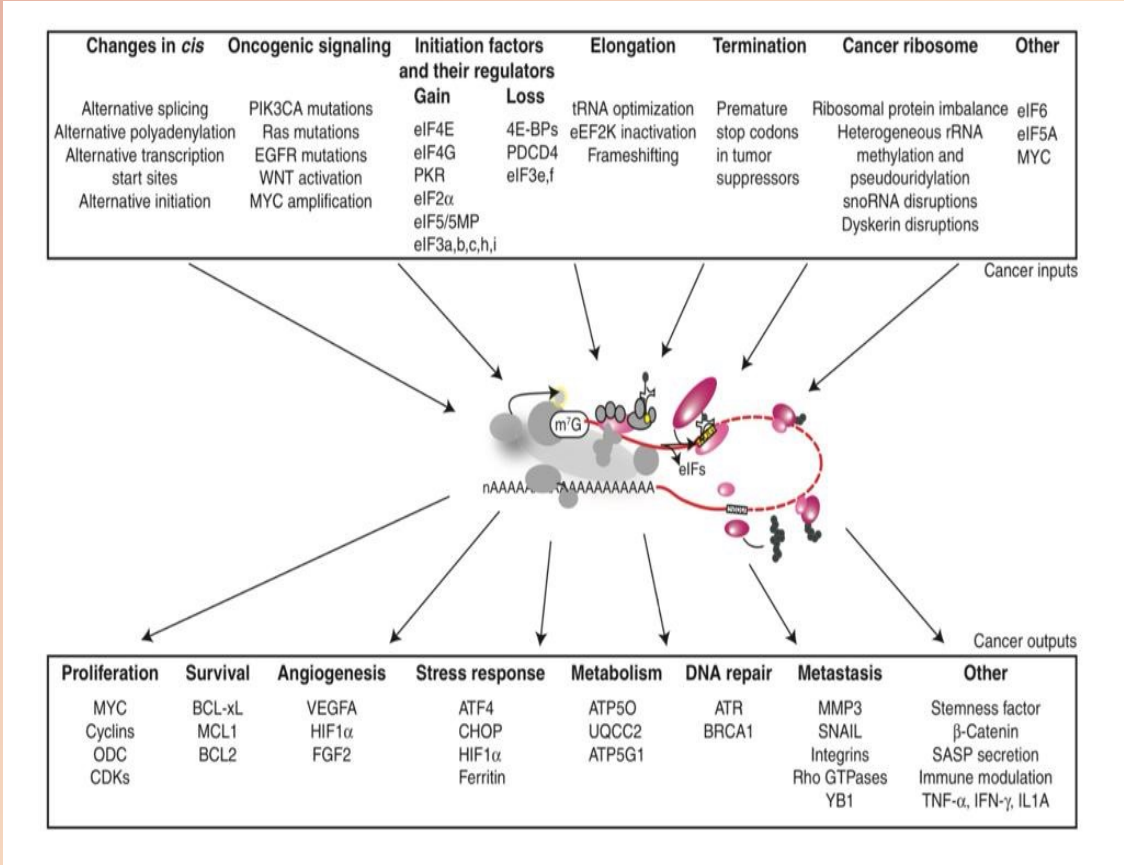 Changes in cis
Alternative splicing
Alternative polyadenylation
Alternative transcription
start sites
Alternative initiation
Oncogenic signaling
PIK3CA mutations
Ras mutations
EGFR mutations
WNT activation
MYC amplification
Initiation factors
and their regulators
Gain
eIF4E
eIF4G
PKR
eIF2α
eIF5/5MP
eIF3a,b,c,h,i
Loss
4E-BPs
PDCD4
eIF3e,f
Elongation
tRNA optimization
eEF2K inactivation
Frameshifting
Termination
Premature
stop codons
in tumor
suppressors
Cancer ribosome
Ribosomal protein imbalance
Heterogeneous rRNA
methylation and
pseudouridylation
snoRNA disruptions
Dyskerin disruptions
Other
eIF6
eIF5A
MYC
Cancer inputs
m⁷G
eIFs
nAAAAA AAAAAAAAAAA
Cancer outputs
Proliferation
MYC
Cyclins
ODC
CDKs
Survival
BCL-xL
MCL1
BCL2
Angiogenesis
VEGFA
HIF1α
FGF2
Stress response
ATF4
CHOP
HIF1α
Ferritin
Metabolism
ATP5O
UQCC2
ATP5G1
DNA repair
ATR
BRCA1
Metastasis
MMP3
SNAIL
Integrins
Rho GTPases
YB1
Other
Stemness factor
β-Catenin
SASP secretion
Immune modulation
TNF-α, IFN-γ, IL1A